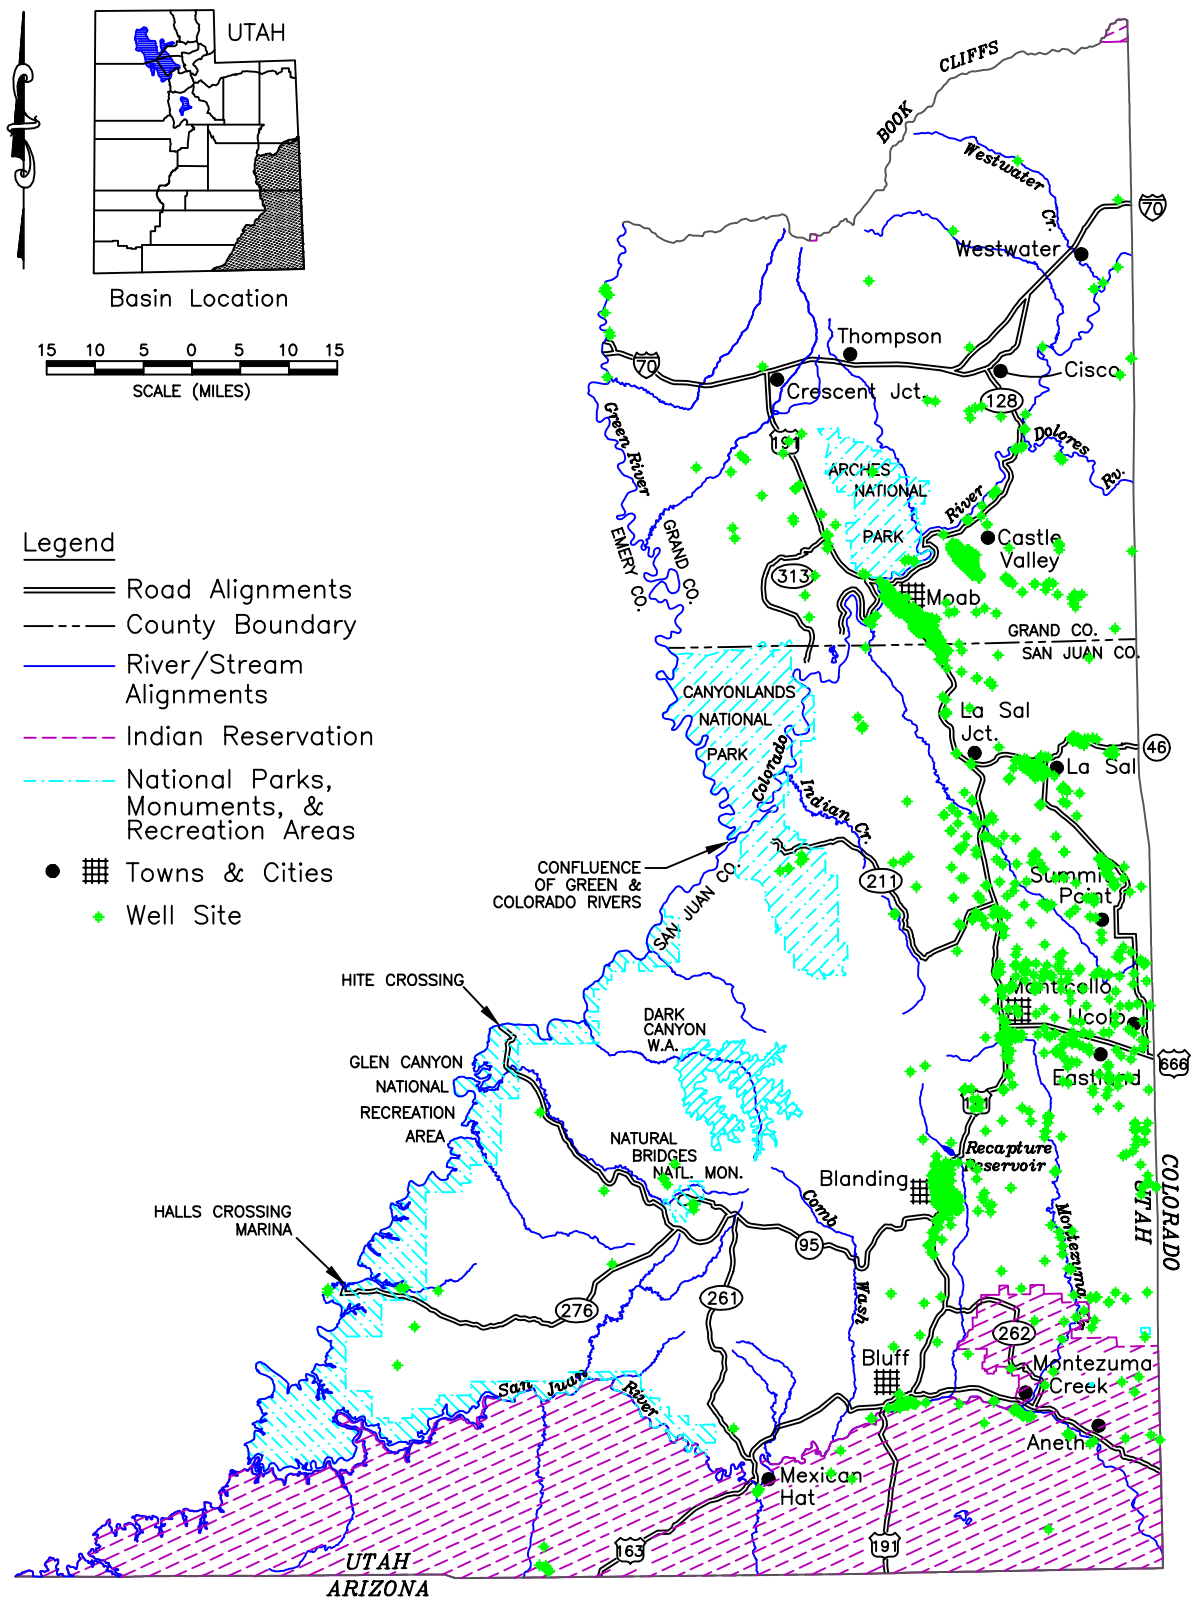 UTAH
Basin Location
15 10 5 0 5 10 15
SCALE (MILES)
Legend
Road Alignments
County Boundary
River/Stream
Alignments
Indian Reservation
National Parks,
Monuments, &
Recreation Areas
Towns & Cities
Well Site
BOOK CLIFFS
Westwater
Cr.
70
Westwater
Thompson
70
Crescent Jct.
Cisco
128
Green River
191
Dolores
Rv.
ARCHES
NATIONAL
PARK
River
EMERY CO.
GRAND CO.
Castle
Valley
313
Moab
GRAND CO.
SAN JUAN CO.
CANYONLANDS
NATIONAL
PARK
Colorado
La Sal
Jct.
46
La Sal
Indian Cr.
CONFLUENCE
OF GREEN &
COLORADO RIVERS
211
Summit
Point
SAN JUAN CO.
HITE CROSSING
Monticello
DARK
CANYON
W.A.
Ucolo
GLEN CANYON
NATIONAL
RECREATION
AREA
666
Eastland
191
NATURAL
BRIDGES
NATL. MON.
Recapture
Reservoir
Blanding
Comb
Wash
Montezuma
COLORADO
UTAH
HALLS CROSSING
MARINA
95
276
261
262
Bluff
Montezuma
Creek
San Juan
River
Aneth
Mexican
Hat
163
191
UTAH
ARIZONA